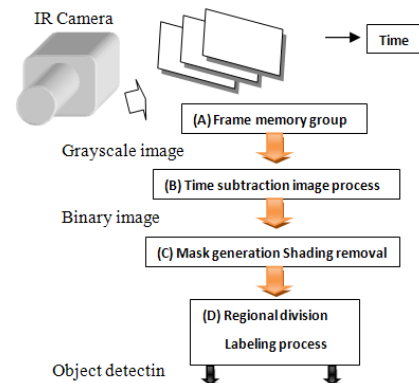 IR Camera
Time
(A) Frame memory group
Grayscale image
(B) Time subtraction image process
Binary image
(C) Mask generation Shading removal
(D) Regional division
Labeling process
Object detectin